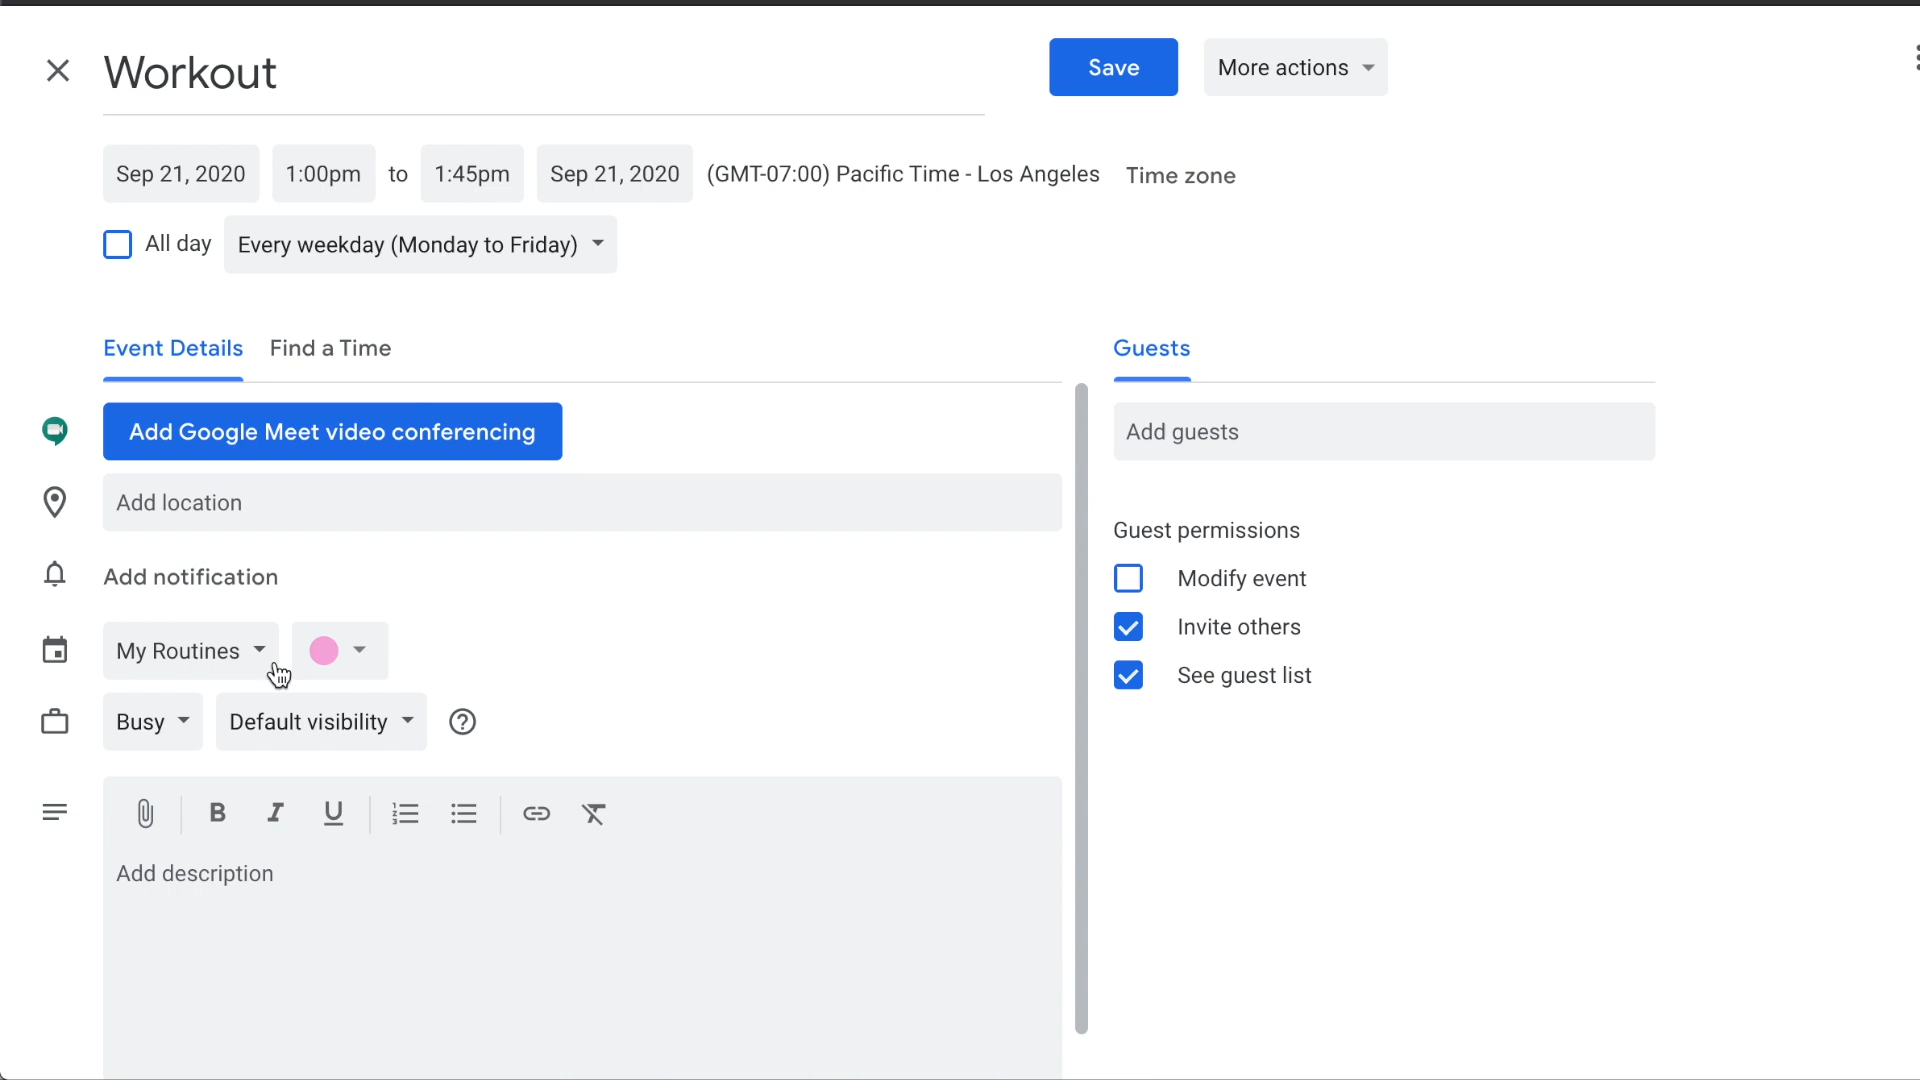 Workout
Save
More actions
Sep 21, 2020 1:00pm to 1:45pm Sep 21, 2020 (GMT-07:00) Pacific Time - Los Angeles Time zone
All day Every weekday (Monday to Friday)
Event Details Find a Time
Guests
Add Google Meet video conferencing
Add guests
Add location
Guest permissions
Add notification
Modify event
Invite others
My Routines
See guest list
Busy Default visibility
B I U
Add description